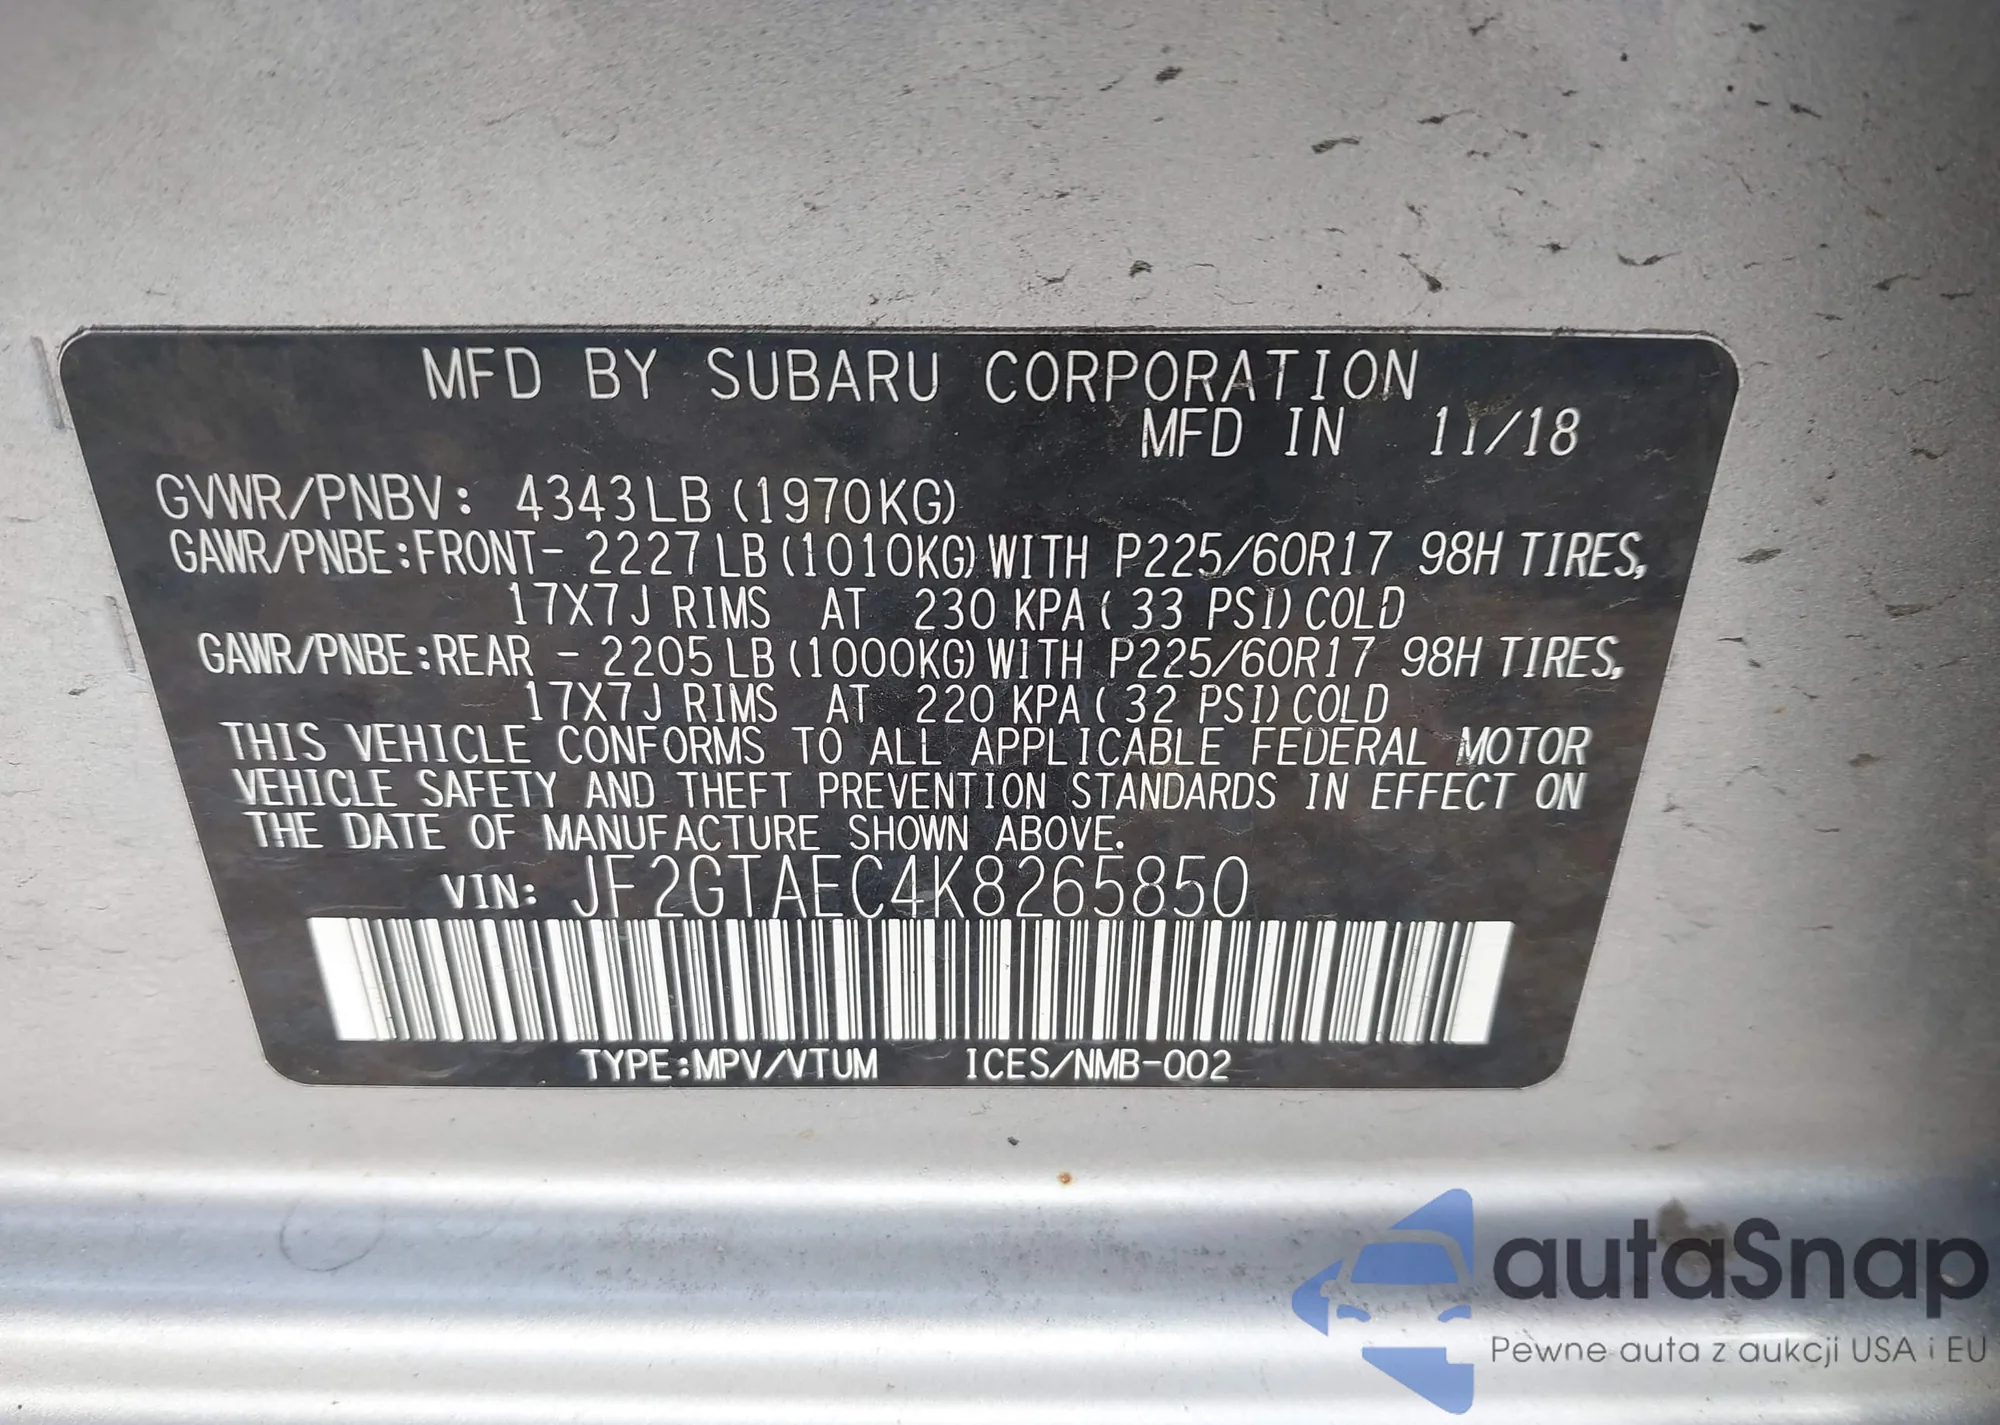 MFD BY SUBARU CORPORATION
MFD IN 11/18
GVWR/PNBV: 4343LB (1970KG)
GAWR/PNBE:FRONT- 2227LB (1010KG) WITH P225/60R17 98H TIRES,
17X7J RIMS AT 230 KPA ( 33 PSI) COLD
GAWR/PNBE:REAR - 2205LB (1000KG) WITH P225/60R17 98H TIRES,
17X7J RIMS AT 220 KPA ( 32 PSI) COLD
THIS VEHICLE CONFORMS TO ALL APPLICABLE FEDERAL MOTOR
VEHICLE SAFETY AND THEFT PREVENTION STANDARDS IN EFFECT ON
THE DATE OF MANUFACTURE SHOWN ABOVE.
VIN: JF2GTAEC4K8265850
TYPE:MPV/VTUM ICES/NMB-002
autaSnap
Pewne auta z aukcji USA i EU